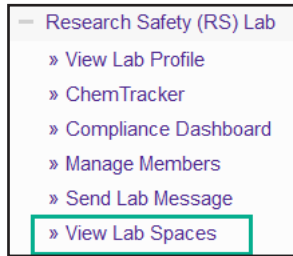 Research Safety (RS) Lab
» View Lab Profile
» ChemTracker
» Compliance Dashboard
» Manage Members
» Send Lab Message
» View Lab Spaces